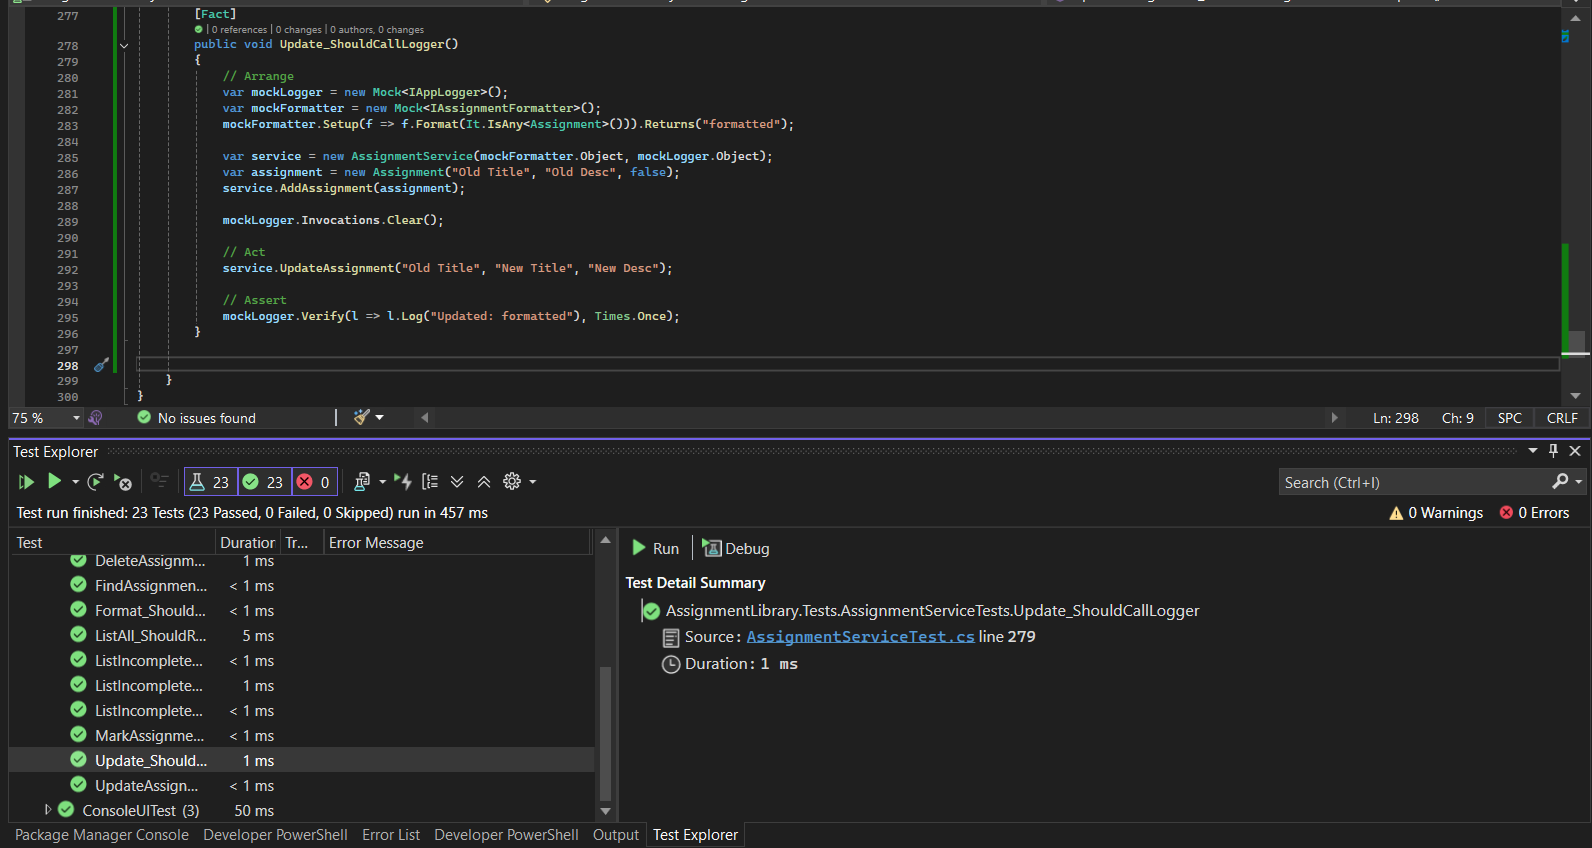 277 [Fact]
| 0 references | 0 changes | 0 authors, 0 changes
278 public void Update_ShouldCallLogger()
279 {
280 // Arrange
281 var mockLogger = new Mock<IAppLogger>();
282 var mockFormatter = new Mock<IAssignmentFormatter>();
283 mockFormatter.Setup(f => f.Format(It.IsAny<Assignment>())).Returns("formatted");
284
285 var service = new AssignmentService(mockFormatter.Object, mockLogger.Object);
286 var assignment = new Assignment("Old Title", "Old Desc", false);
287 service.AddAssignment(assignment);
288
289 mockLogger.Invocations.Clear();
290
291 // Act
292 service.UpdateAssignment("Old Title", "New Title", "New Desc");
293
294 // Assert
295 mockLogger.Verify(l => l.Log("Updated: formatted"), Times.Once);
296 }
297
298
299 }
300 }
75 % No issues found Ln: 298 Ch: 9 SPC CRLF
Test Explorer
23 23 0 Search (Ctrl+I)
Test run finished: 23 Tests (23 Passed, 0 Failed, 0 Skipped) run in 457 ms 0 Warnings 0 Errors
Test Duration Tr... Error Message
DeleteAssignm... 1 ms
FindAssignmen... < 1 ms
Format_Should... < 1 ms
ListAll_ShouldR... 5 ms
ListIncomplete... < 1 ms
ListIncomplete... 1 ms
ListIncomplete... < 1 ms
MarkAssignme... < 1 ms
Update_Should... 1 ms
UpdateAssign... < 1 ms
ConsoleUITest (3) 50 ms
Run Debug
Test Detail Summary
AssignmentLibrary.Tests.AssignmentServiceTests.Update_ShouldCallLogger
Source: AssignmentServiceTest.cs line 279
Duration: 1 ms
Package Manager Console Developer PowerShell Error List Developer PowerShell Output Test Explorer